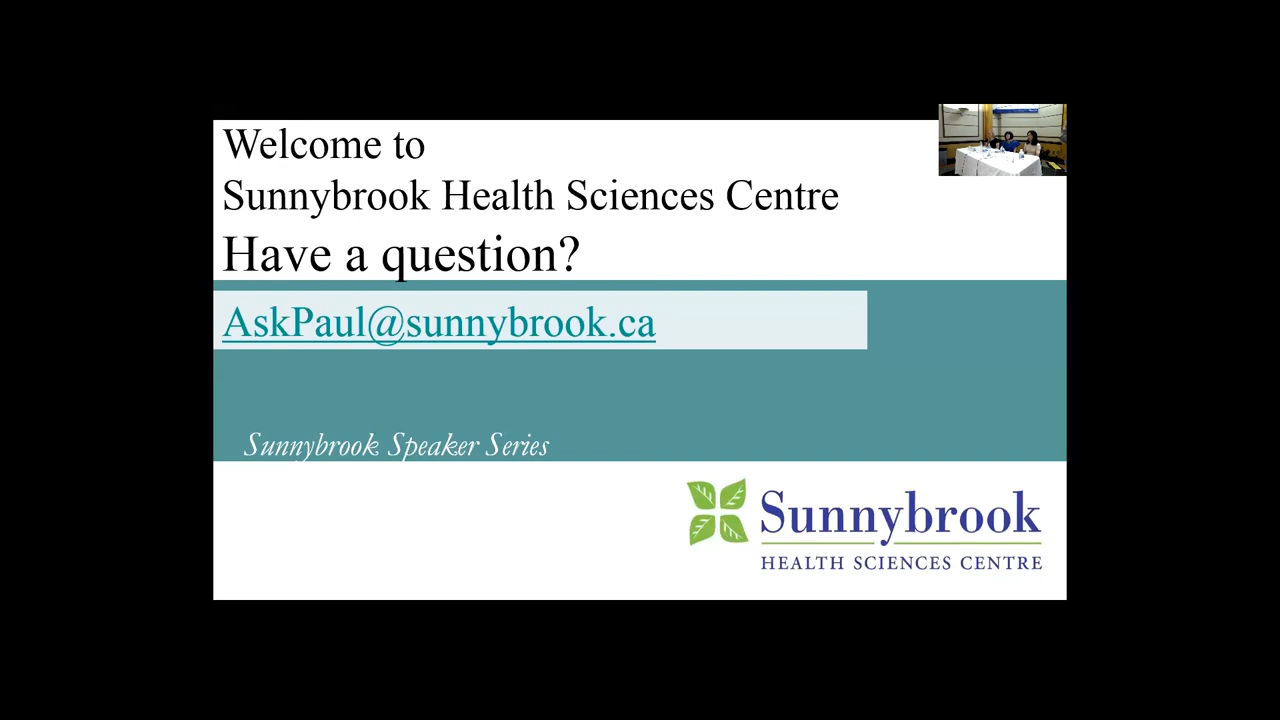 Welcome to
Sunnybrook Health Sciences Centre
Have a question?
AskPaul@sunnybrook.ca
Sunnybrook Speaker Series
Sunnybrook
HEALTH SCIENCES CENTRE